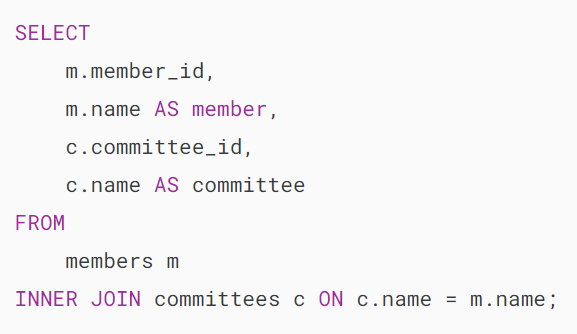 SELECT
    m.member_id,
    m.name AS member,
    c.committee_id,
    c.name AS committee
FROM
    members m
INNER JOIN committees c ON c.name = m.name;